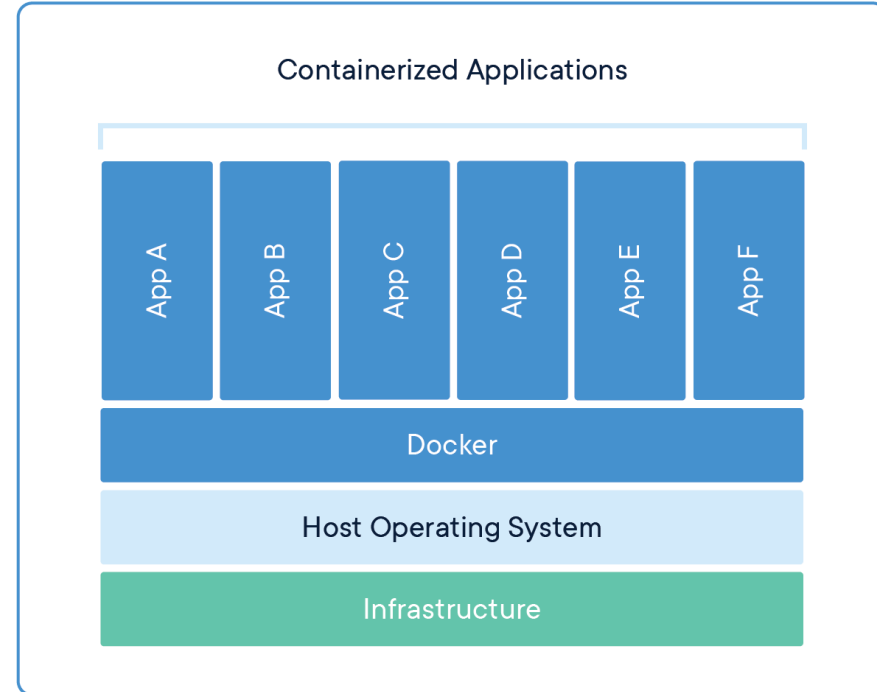 Containerized Applications
App A
App B
App C
App D
App E
App F
Docker
Host Operating System
Infrastructure